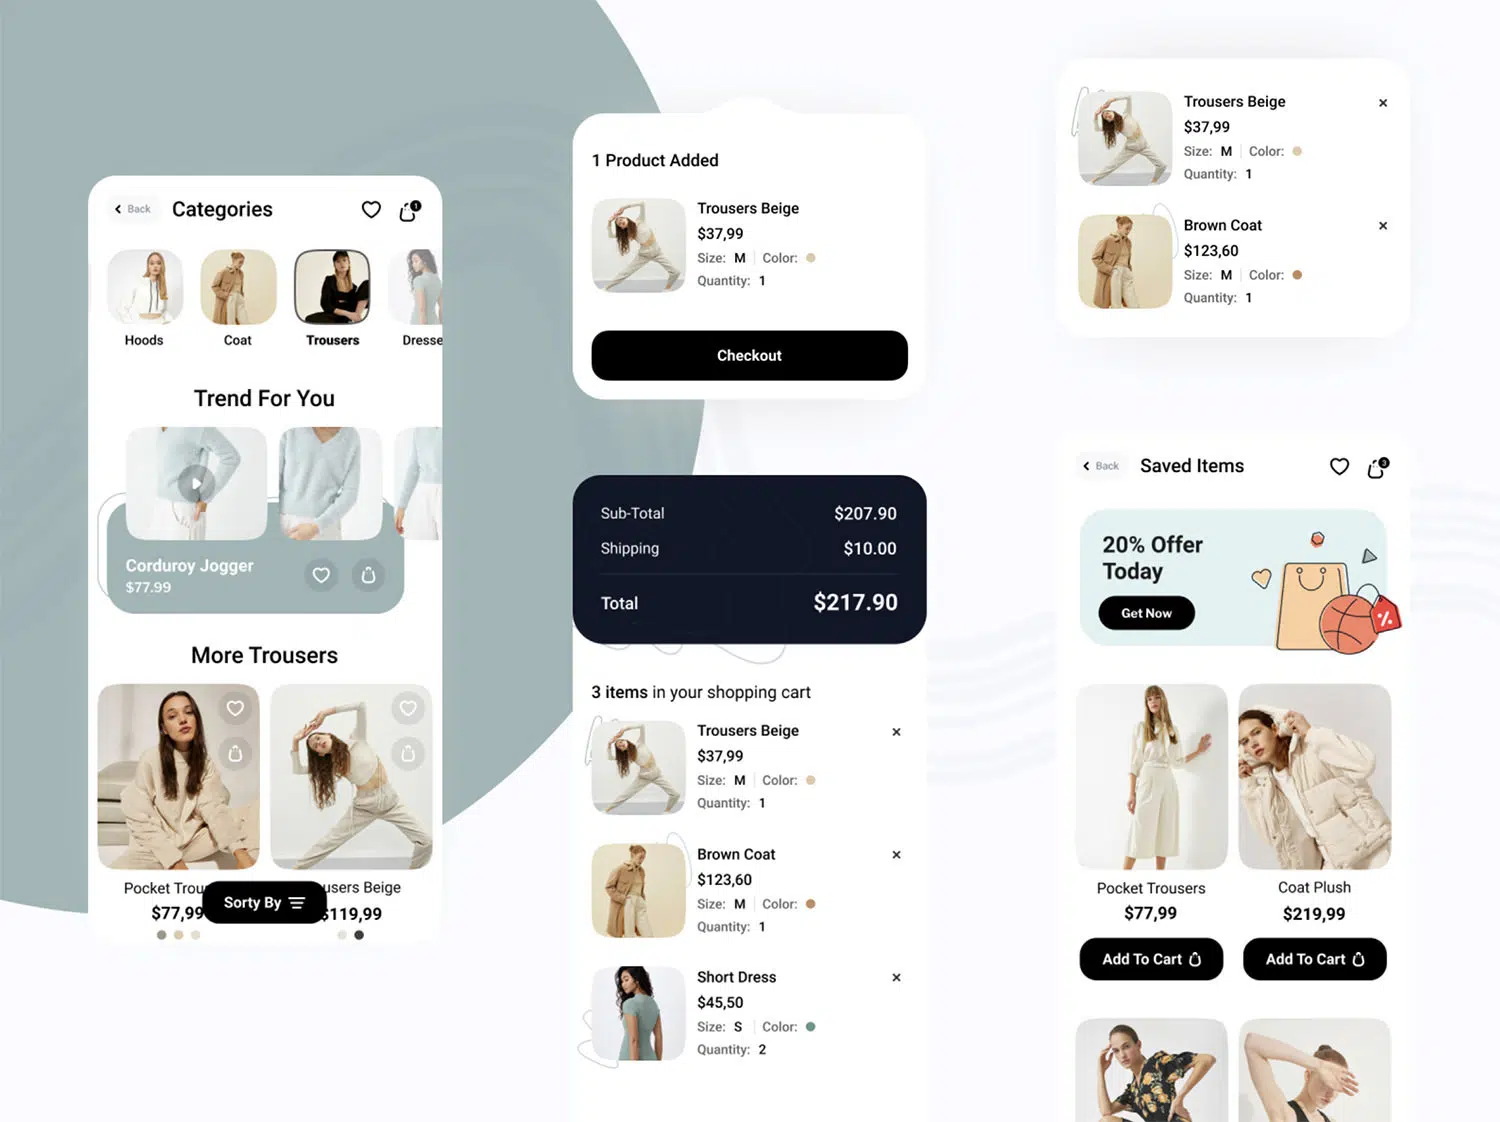 Back
Categories
1
Hoods
Coat
Trousers
Dresse
Trend For You
Corduroy Jogger
$77.99
More Trousers
Pocket Trou
users Beige
$77,99
$119,99
Sorty By
1 Product Added
Trousers Beige
$37,99
Size: M Color:
Quantity: 1
Checkout
Sub-Total $207.90
Shipping $10.00
Total $217.90
3 items in your shopping cart
Trousers Beige
$37,99
Size: M Color:
Quantity: 1
Brown Coat
$123,60
Size: M Color:
Quantity: 1
Short Dress
$45,50
Size: S Color:
Quantity: 2
Trousers Beige
$37,99
Size: M Color:
Quantity: 1
Brown Coat
$123,60
Size: M Color:
Quantity: 1
Back
Saved Items
3
20% Offer
Today
Get Now
%
Pocket Trousers
$77,99
Add To Cart
Coat Plush
$219,99
Add To Cart